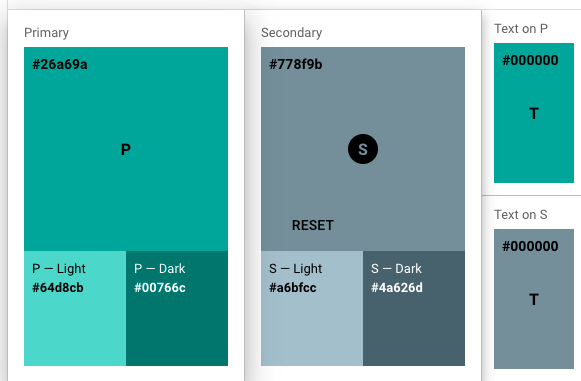 Primary
#26a69a
P
P — Light
#64d8cb
P — Dark
#00766c
Secondary
#778f9b
S
RESET
S — Light
#a6bfcc
S — Dark
#4a626d
Text on P
#000000
T
Text on S
#000000
T